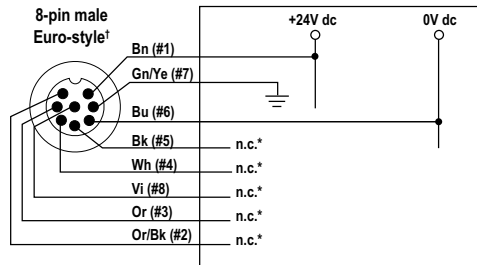 8-pin male
Euro-style†
+24V dc
0V dc
Bn (#1)
Gn/Ye (#7)
Bu (#6)
Bk (#5)
n.c.*
Wh (#4)
n.c.*
Vi (#8)
n.c.*
Or (#3)
n.c.*
Or/Bk (#2)
n.c.*